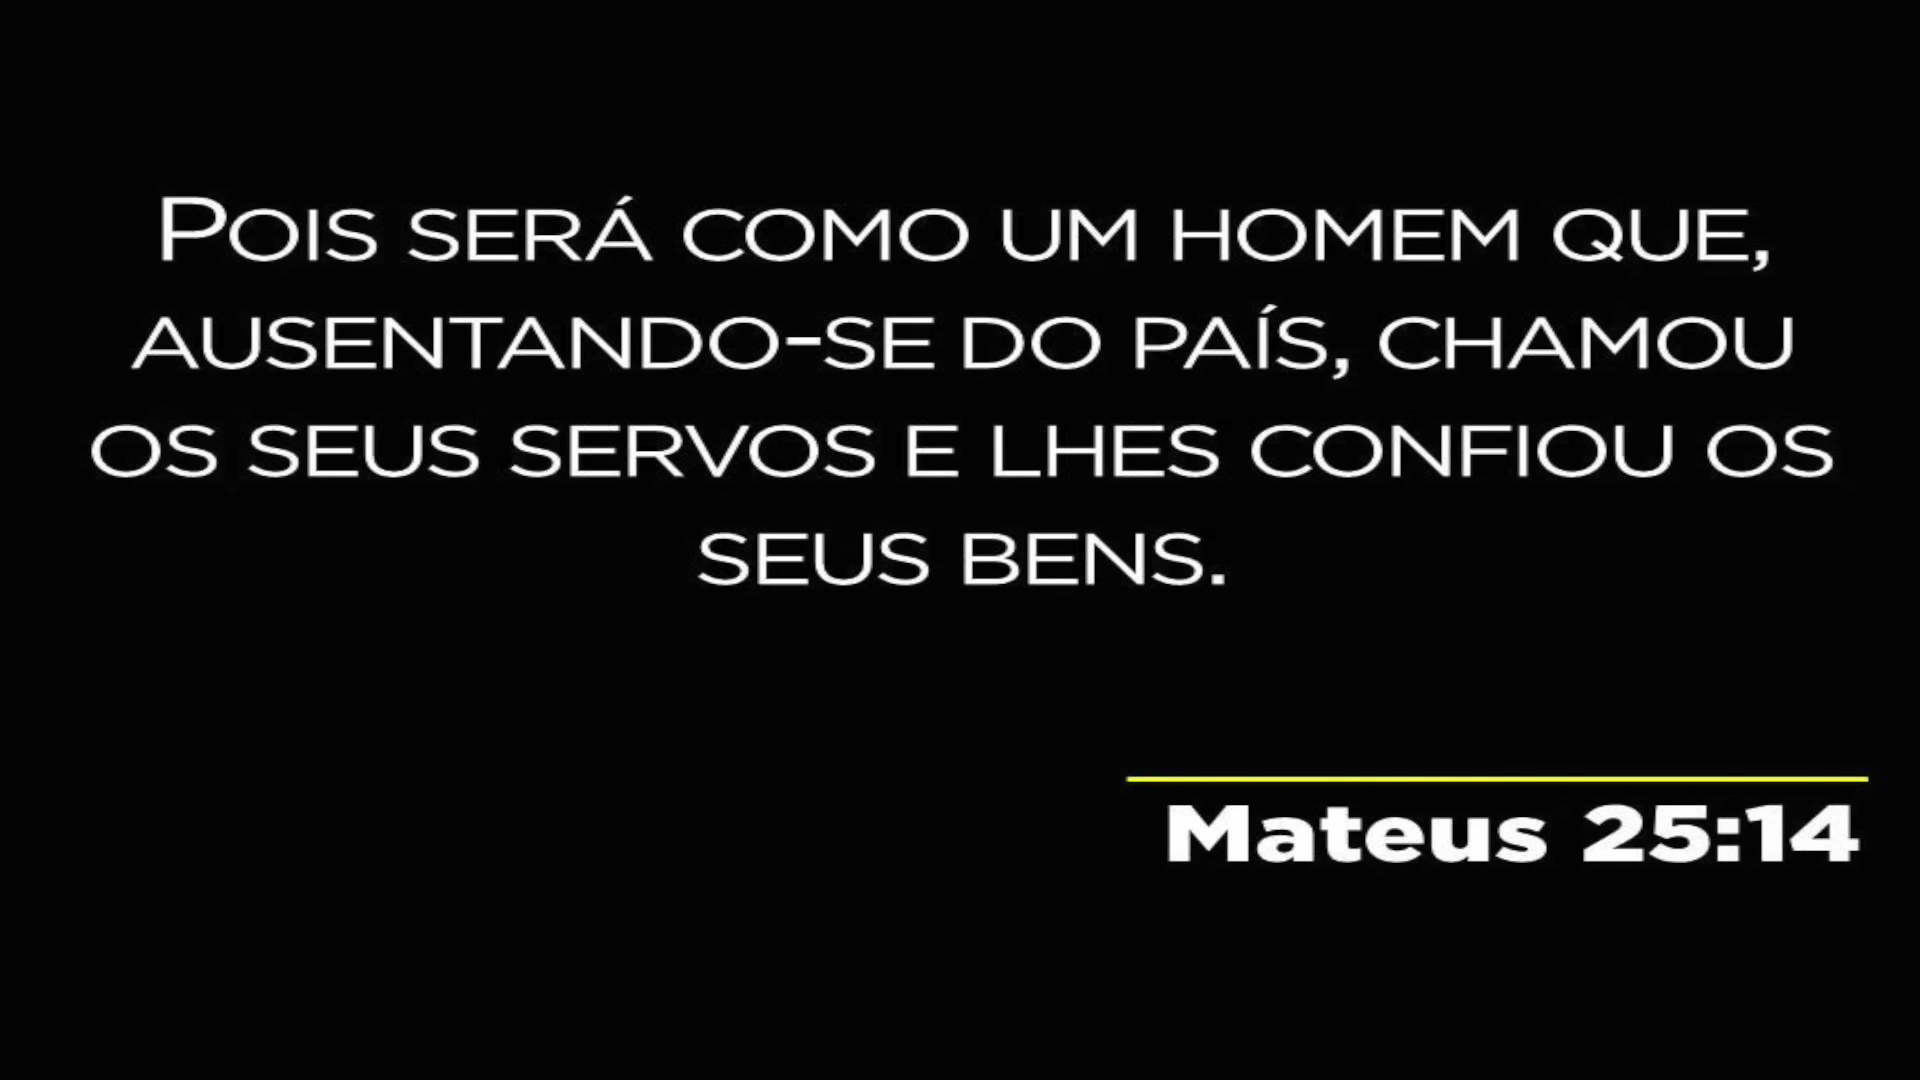 Pois será como um homem que,
ausentando-se do país, chamou
os seus servos e lhes confiou os
seus bens.
Mateus 25:14